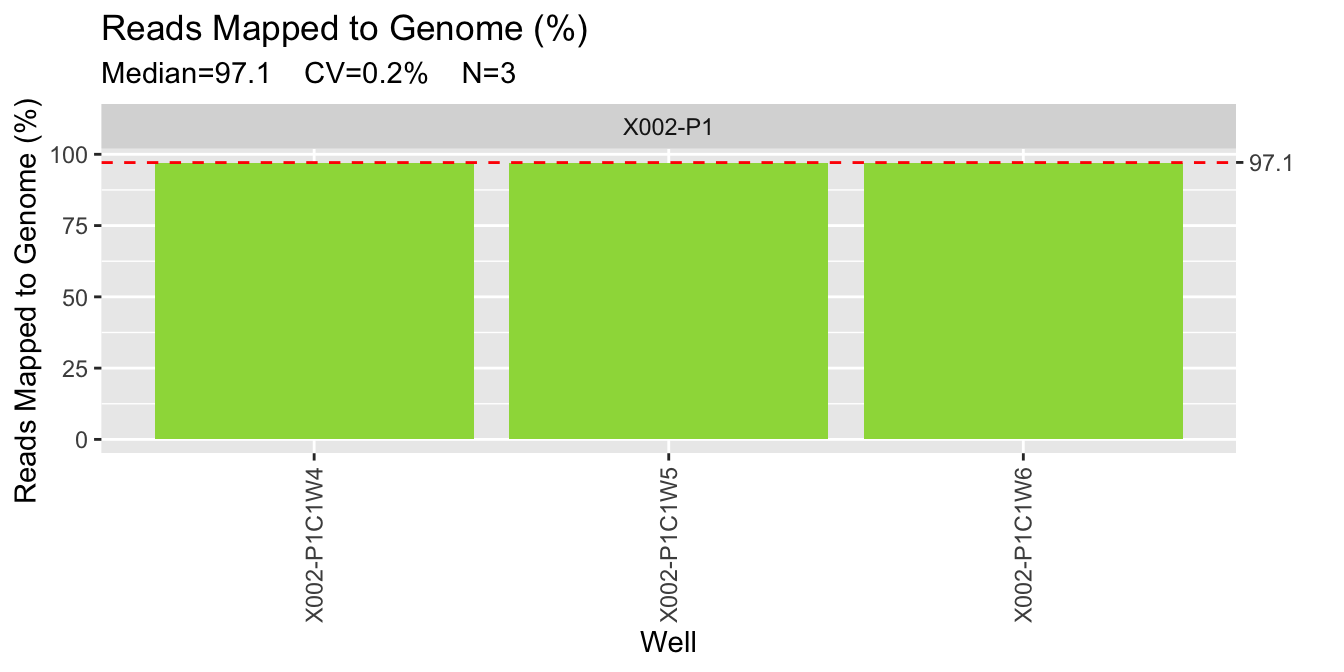 Reads Mapped to Genome (%)
Median=97.1 CV=0.2% N=3
X002-P1
Reads Mapped to Genome (%)
100
75
50
25
0
97.1
X002-P1C1W4
X002-P1C1W5
X002-P1C1W6
Well